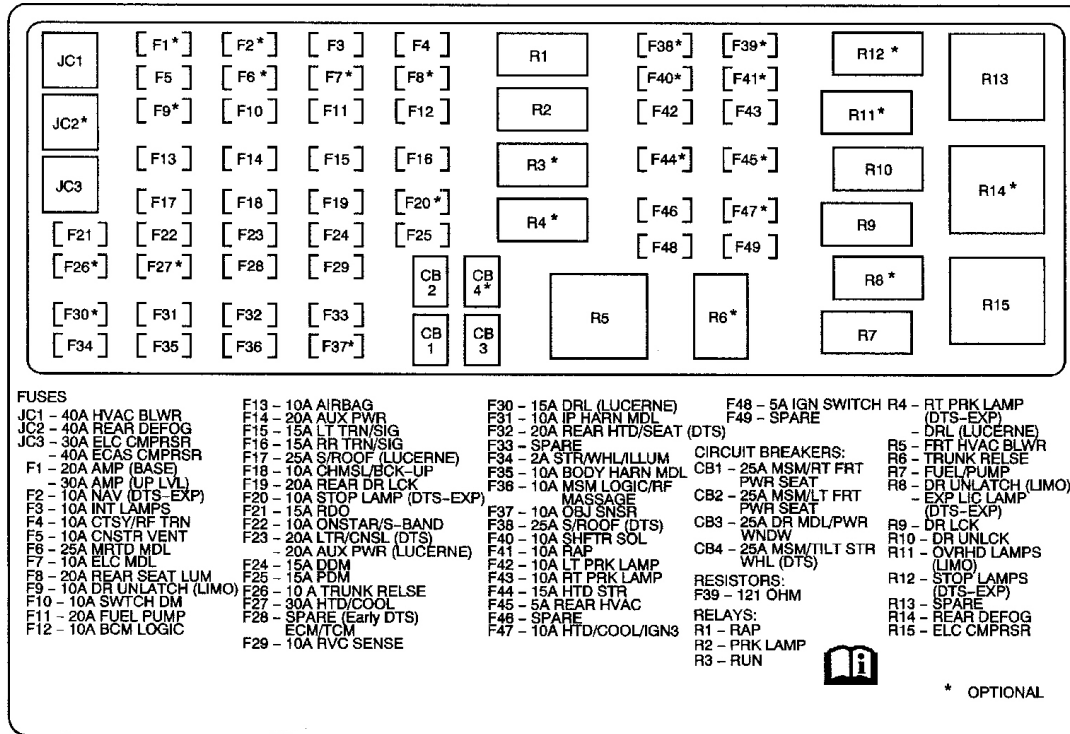 JC1 F1* F2* F3 F4 R1 F38* F39* R12 * R13
F5 F6* F7* F8* F40* F41*
JC2* F9* F10 F11 F12 R2 F42 F43 R11*
JC3 F13 F14 F15 F16 R3 * F44* F45* R10 R14 *
F17 F18 F19 F20* R4 * F46 F47* R9
F21 F22 F23 F24 F25 F48 F49
F26* F27* F28 F29 CB 2 CB 4* R8 * R15
F30* F31 F32 F33 CB 1 CB 3 R5 R6* R7
F34 F35 F36 F37*
FUSES
JC1 – 40A HVAC BLWR
JC2 – 40A REAR DEFOG
JC3 – 30A ELC CMPRSR
– 40A ECAS CMPRSR
F1 – 20A AMP (BASE)
– 30A AMP (UP LVL)
F2 – 10A NAV (DTS–EXP)
F3 – 10A INT LAMPS
F4 – 10A CTSY/RF TRN
F5 – 10A CNSTR VENT
F6 – 25A MRTD MDL
F7 – 10A ELC MDL
F8 – 20A REAR SEAT LUM
F9 – 10A DR UNLATCH (LIMO)
F10 – 10A SWTCH DM
F11 – 20A FUEL PUMP
F12 – 10A BCM LOGIC
F13 – 10A AIRBAG
F14 – 20A AUX PWR
F15 – 15A LT TRN/SIG
F16 – 15A RR TRN/SIG
F17 – 25A S/ROOF (LUCERNE)
F18 – 10A CHMSL/BCK–UP
F19 – 20A REAR DR LCK
F20 – 10A STOP LAMP (DTS–EXP)
F21 – 15A RDO
F22 – 10A ONSTAR/S–BAND
F23 – 20A LTR/CNSL (DTS)
– 20A AUX PWR (LUCERNE)
F24 – 15A DDM
F25 – 15A PDM
F26 – 10 A TRUNK RELSE
F27 – 30A HTD/COOL
F28 – SPARE (Early DTS)
ECM/TCM
F29 – 10A RVC SENSE
F30 – 15A DRL (LUCERNE)
F31 – 10A IP HARN MDL
F32 – 20A REAR HTD/SEAT (DTS)
F33 – SPARE
F34 – 2A STR/WHL/ILLUM
F35 – 10A BODY HARN MDL
F36 – 10A MSM LOGIC/RF
MASSAGE
F37 – 10A OBJ SNSR
F38 – 25A S/ROOF (DTS)
F40 – 10A SHFTR SOL
F41 – 10A RAP
F42 – 10A LT PRK LAMP
F43 – 10A RT PRK LAMP
F44 – 15A HTD STR
F45 – 5A REAR HVAC
F46 – SPARE
F47 – 10A HTD/COOL/IGN3
F48 – 5A IGN SWITCH
F49 – SPARE
CIRCUIT BREAKERS:
CB1 – 25A MSM/RT FRT
PWR SEAT
CB2 – 25A MSM/LT FRT
PWR SEAT
CB3 – 25A DR MDL/PWR
WNDW
CB4 – 25A MSM/TILT STR
WHL (DTS)
RESISTORS:
F39 – 121 OHM
RELAYS:
R1 – RAP
R2 – PRK LAMP
R3 – RUN
R4 – RT PRK LAMP
(DTS–EXP)
– DRL (LUCERNE)
R5 – FRT HVAC BLWR
R6 – TRUNK RELSE
R7 – FUEL/PUMP
R8 – DR UNLATCH (LIMO)
– EXP LIC LAMP
(DTS–EXP)
R9 – DR LCK
R10 – DR UNLCK
R11 – OVRHD LAMPS
(LIMO)
R12 – STOP LAMPS
(DTS–EXP)
R13 – SPARE
R14 – REAR DEFOG
R15 – ELC CMPRSR
i
* OPTIONAL